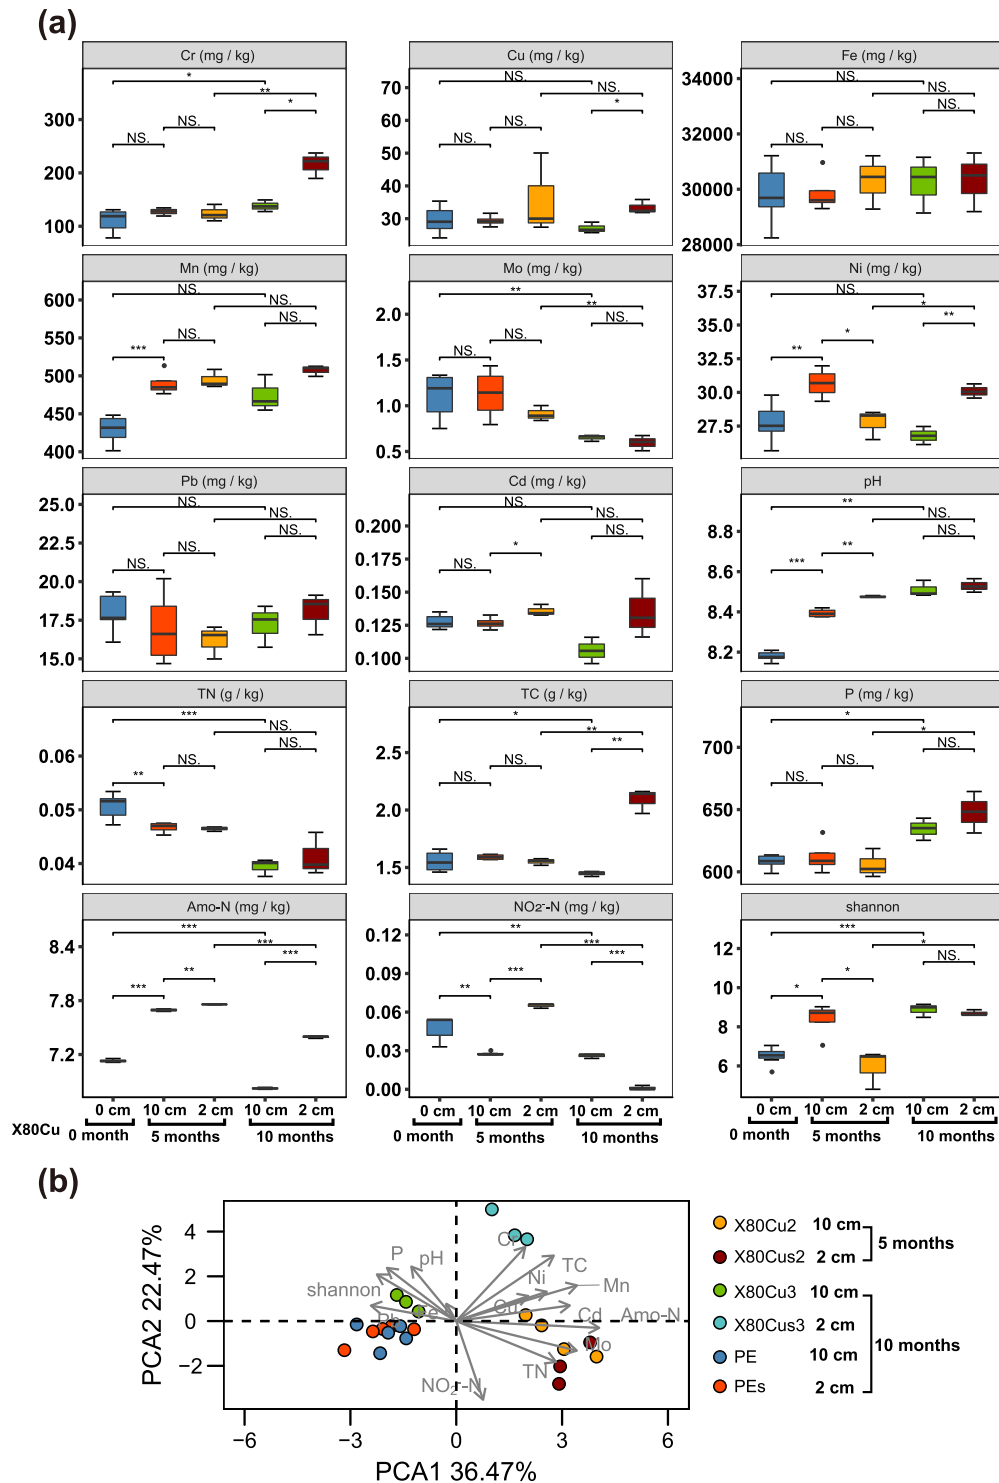 (a)
Cr (mg / kg)
Cu (mg / kg)
Fe (mg / kg)
300
200
100
NS.
NS.
*
**
*
70
60
50
40
30
NS.
NS.
NS.
NS.
*
34000
32000
30000
28000
NS.
NS.
NS.
NS.
NS.
Mn (mg / kg)
Mo (mg / kg)
Ni (mg / kg)
600
550
500
450
400
***
NS.
NS.
NS.
NS.
2.0
1.5
1.0
0.5
NS.
NS.
**
**
NS.
37.5
35.0
32.5
30.0
27.5
**
*
NS.
*
**
Pb (mg / kg)
Cd (mg / kg)
pH
25.0
22.5
20.0
17.5
15.0
NS.
NS.
NS.
NS.
NS.
0.200
0.175
0.150
0.125
0.100
NS.
*
NS.
NS.
NS.
8.8
8.6
8.4
8.2
***
**
**
NS.
NS.
TN (g / kg)
TC (g / kg)
P (mg / kg)
0.06
0.05
0.04
**
NS.
***
NS.
NS.
2.5
2.0
1.5
NS.
NS.
*
**
**
700
650
600
NS.
NS.
*
*
NS.
Amo-N (mg / kg)
NO₂⁻-N (mg / kg)
shannon
8.4
7.8
7.2
***
**
***
***
***
0.12
0.09
0.06
0.03
0.00
**
***
**
***
***
12
10
8
6
*
*
***
*
NS.
0 cm 10 cm 2 cm 10 cm 2 cm
0 cm 10 cm 2 cm 10 cm 2 cm
0 cm 10 cm 2 cm 10 cm 2 cm
X80Cu
0 month 5 months 10 months
0 month 5 months 10 months
0 month 5 months 10 months
(b)
PCA2 22.47%
4
2
0
−2
−6 −3 0 3 6
PCA1 36.47%
P
pH
shannon
Pb
Fe
Cr
TC
Ni
Mn
Cu
Cd
Amo-N
Mo
TN
NO₂⁻-N
X80Cu2 10 cm
X80Cus2 2 cm
5 months
X80Cu3 10 cm
X80Cus3 2 cm
PE 10 cm
PEs 2 cm
10 months